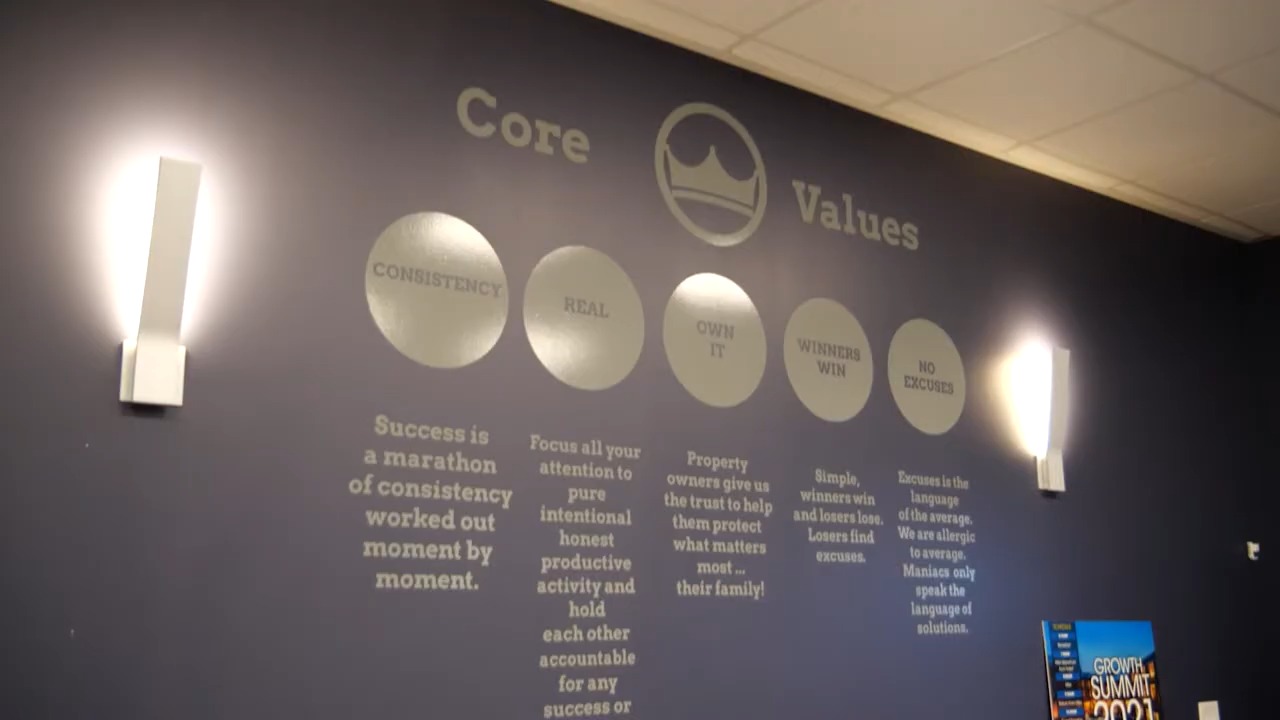 Core
Values
CONSISTENCY
Success is
a marathon
of consistency
worked out
moment by
moment.
REAL
Focus all your
attention to
pure
intentional
honest
productive
activity and
hold
each other
accountable
for any
success or
OWN
IT
Property
owners give us
the trust to help
them protect
what matters
most ...
their family!
WINNERS
WIN
Simple,
winners win
and losers lose.
Losers find
excuses.
NO
EXCUSES
Excuses is the
language
of the average.
We are allergic
to average.
Maniacs only
speak the
language of
solutions.
GROWTH
SUMMIT
2021